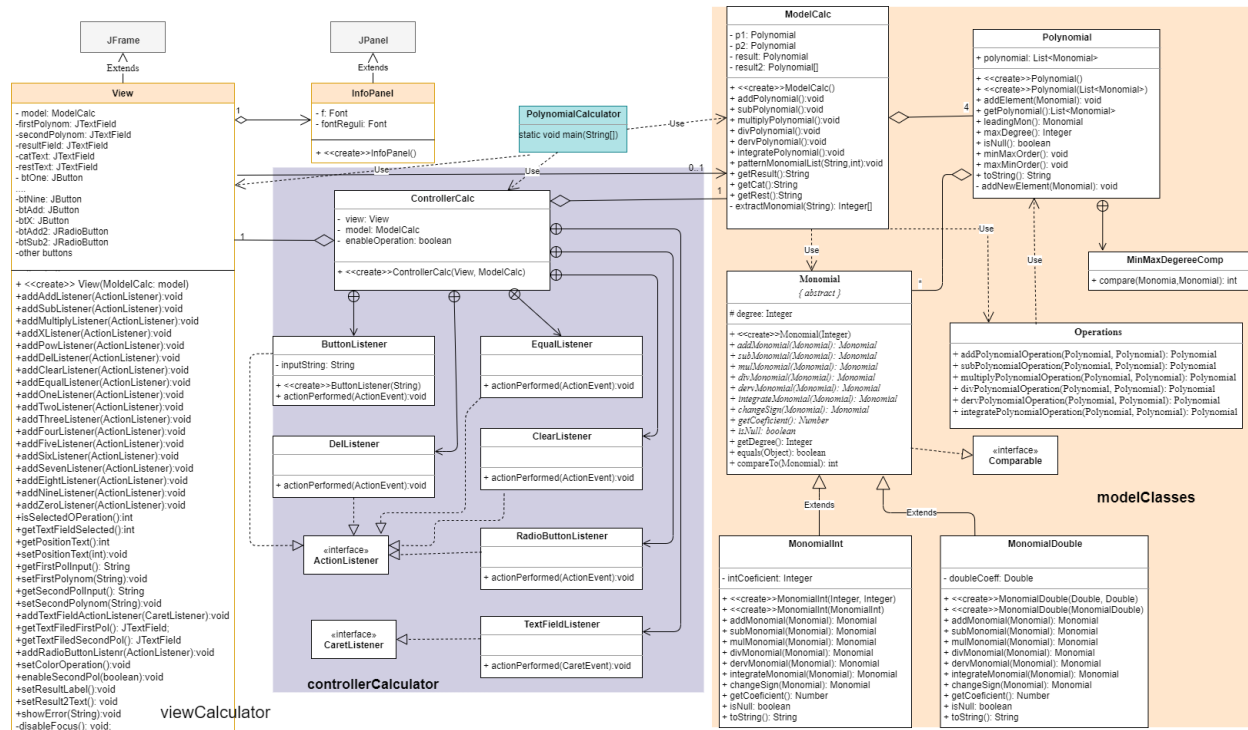 JFrame
Extends
View
- model: ModelCalc
-firstPolynom: JTextField
-secondPolynom: JTextField
-resultField: JTextField
-catText: JTextField
-restText: JTextField
- btOne: JButton
....
-btNine: JButton
-btAdd: JButton
-btX: JButton
-btAdd2: JRadioButton
-btSub2: JRadioButton
-other buttons
+ <<create>> View(MoldelCalc: model)
+addAddListener(ActionListener):void
+addSubListener(ActionListener):void
+addMultiplyListener(ActionListener):void
+addXListener(ActionListener):void
+addPowListener(ActionListener):void
+addDelListener(ActionListener):void
+addClearListener(ActionListener):void
+addEqualListener(ActionListener):void
+addOneListener(ActionListener):void
+addTwoListener(ActionListener):void
+addThreeListener(ActionListener):void
+addFourListener(ActionListener):void
+addFiveListener(ActionListener):void
+addSixListener(ActionListener):void
+addSevenListener(ActionListener):void
+addEightListener(ActionListener):void
+addNineListener(ActionListener):void
+addZeroListener(ActionListener):void
+isSelectedOPeration():int
+getTextFieldSelected():int
+getPositionText():int
+setPositionText(int):void
+getFirstPolInput(): String
+setFirstPolynom(String):void
+getSecondPolInput(): String
+setSecondPolynom(String):void
+addTextFieldActionListener(CaretListener):void
+getTextFiledFirstPol(): JTextField;
+getTextFiledSecondPol(): JTextField
+addRadioButtonListenr(ActionListenr):void
+setColorOperation():void
+enableSecondPol(boolean):void
+setResultLabel():void
+setResult2Text(): void
+showError(String):void
-disableFocus(): void;
viewCalculator
JPanel
Extends
InfoPanel
- f: Font
- fontReguli: Font
+ <<create>>InfoPanel()
1
PolynomialCalculator
static void main(String[])
Use
Use
Use
0..1
1
1
ControllerCalc
- view: View
- model: ModelCalc
- enableOperation: boolean
+ <<create>>ControllerCalc(View, ModelCalc)
ButtonListener
- inputString: String
+ <<create>>ButtonListener(String)
+ actionPerformed(ActionEvent):void
EqualListener
+ actionPerformed(ActionEvent):void
DelListener
+ actionPerformed(ActionEvent):void
ClearListener
+ actionPerformed(ActionEvent):void
«interface»
ActionListener
RadioButtonListener
+ actionPerformed(ActionEvent):void
«interface»
CaretListener
TextFieldListener
+ actionPerformed(CaretEvent):void
controllerCalculator
ModelCalc
- p1: Polynomial
- p2: Polynomial
- result: Polynomial
- result2: Polynomial[]
+ <<create>>ModelCalc()
+ addPolynomial():void
+ subPolynomial():void
+ multiplyPolynomial():void
+ divPolynomial():void
+ dervPolynomial():void
+ integratePolynomial():void
+ patternMonomialList(String,int):void
+ getResult():String
+ getCat():String
+ getRest():String
- extractMonomial(String): Integer[]
4
Polynomial
+ polynomial: List<Monomial>
+ <<create>>Polynomial()
+ <<create>>Polynomial(List<Monomial>)
+ addElement(Monomial): void
+ getPolynomial():List<Monomial>
+ leadingMon(): Monomial
+ maxDegree(): Integer
+ isNull(): boolean
+ minMaxOrder(): void
+ maxMinOrder(): void
+ toString(): String
- addNewElement(Monomial): void
Use
Use
Use
*
MinMaxDegereeComp
+ compare(Monomia,Monomial): int
Monomial
{ abstract }
# degree: Integer
+ <<create>>Monomial(Integer)
+ addMonomial(Monomial): Monomial
+ subMonomial(Monomial): Monomial
+ mulMonomial(Monomial): Monomial
+ divMonomial(Monomial): Monomial
+ dervMonomial(Monomial): Monomial
+ integrateMonomial(Monomial): Monomial
+ changeSign(Monomial): Monomial
+ getCoeficient(): Number
+ isNull: boolean
+ getDegree(): Integer
+ equals(Object): boolean
+ compareTo(Monomial): int
Operations
+ addPolynomialOperation(Polynomial, Polynomial): Polynomial
+ subPolynomialOperation(Polynomial, Polynomial): Polynomial
+ multiplyPolynomialOperation(Polynomial, Polynomial): Polynomial
+ divPolynomialOperation(Polynomial, Polynomial): Polynomial
+ dervPolynomialOperation(Polynomial, Polynomial): Polynomial
+ integratePolynomialOperation(Polynomial, Polynomial): Polynomial
«interface»
Comparable
modelClasses
Extends
Extends
MonomialInt
- intCoeficient: Integer
+ <<create>>MonomialInt(Integer, Integer)
+ <<create>>MonomialInt(MonomialInt)
+ addMonomial(Monomial): Monomial
+ subMonomial(Monomial): Monomial
+ mulMonomial(Monomial): Monomial
+ divMonomial(Monomial): Monomial
+ dervMonomial(Monomial): Monomial
+ integrateMonomial(Monomial): Monomial
+ changeSign(Monomial): Monomial
+ getCoeficient(): Number
+ isNull: boolean
+ toString(): String
MonomialDouble
- doubleCoeff: Double
+ <<create>>MonomialDouble(Double, Double)
+ <<create>>MonomialDouble(MonomialDouble)
+ addMonomial(Monomial): Monomial
+ subMonomial(Monomial): Monomial
+ mulMonomial(Monomial): Monomial
+ divMonomial(Monomial): Monomial
+ dervMonomial(Monomial): Monomial
+ integrateMonomial(Monomial): Monomial
+ changeSign(Monomial): Monomial
+ getCoeficient(): Number
+ isNull: boolean
+ toString(): String